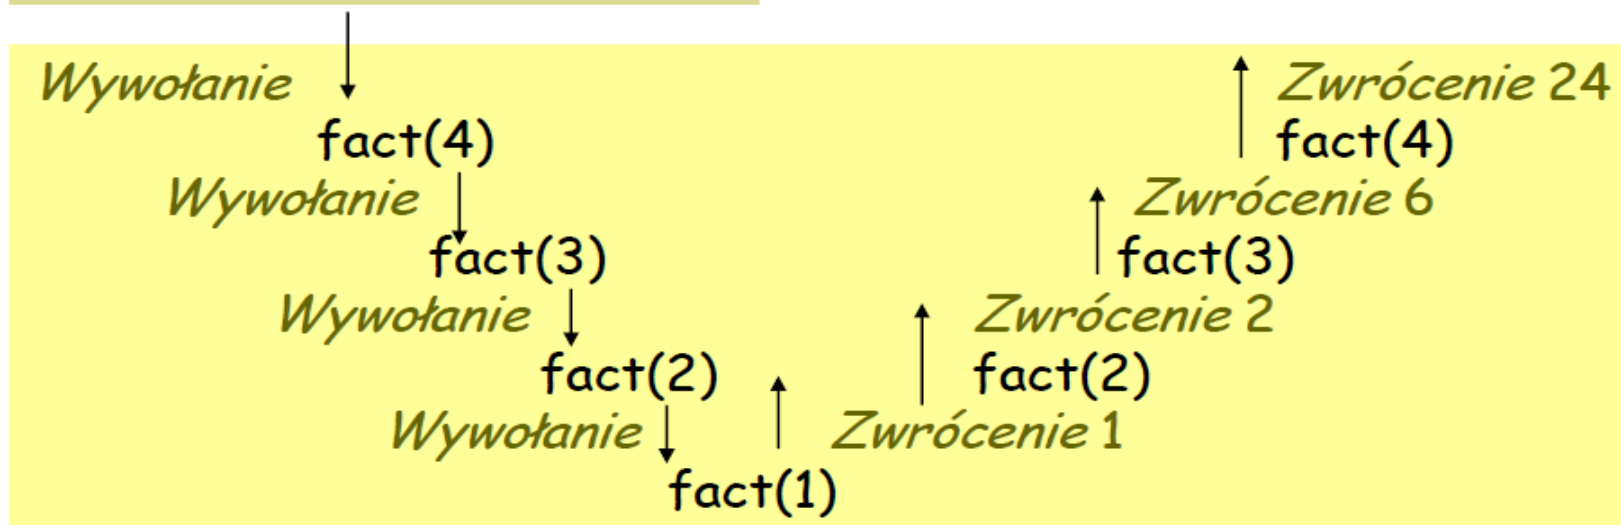 Wywołanie Zwrócenie 24
fact(4) fact(4)
Wywołanie Zwrócenie 6
fact(3) fact(3)
Wywołanie Zwrócenie 2
fact(2) fact(2)
Wywołanie Zwrócenie 1
fact(1)